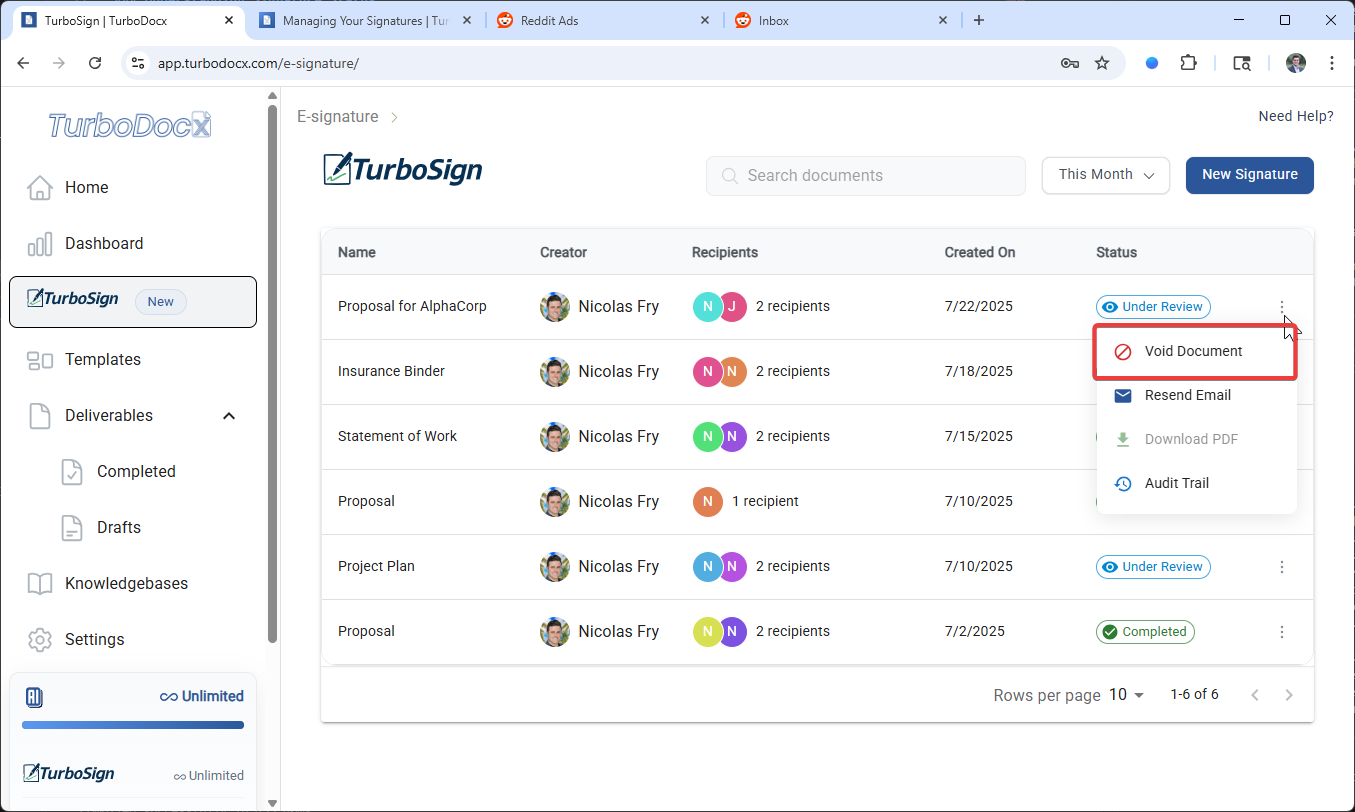 TurboSign | TurboDocx
Managing Your Signatures | Tur
Reddit Ads
Inbox
app.turbodocx.com/e-signature/
TurboDocX
E-signature
Need Help?
Home
TurboSign
Search documents
This Month
New Signature
Dashboard
TurboSign New
Name Creator Recipients Created On Status
Proposal for AlphaCorp Nicolas Fry N J 2 recipients 7/22/2025 Under Review
Void Document
Insurance Binder Nicolas Fry N N 2 recipients 7/18/2025
Resend Email
Statement of Work Nicolas Fry N N 2 recipients 7/15/2025
Download PDF
Audit Trail
Proposal Nicolas Fry N 1 recipient 7/10/2025
Project Plan Nicolas Fry N N 2 recipients 7/10/2025 Under Review
Proposal Nicolas Fry N N 2 recipients 7/2/2025 Completed
Templates
Deliverables
Completed
Drafts
Knowledgebases
Settings
Unlimited
TurboSign Unlimited
Rows per page 10 1-6 of 6